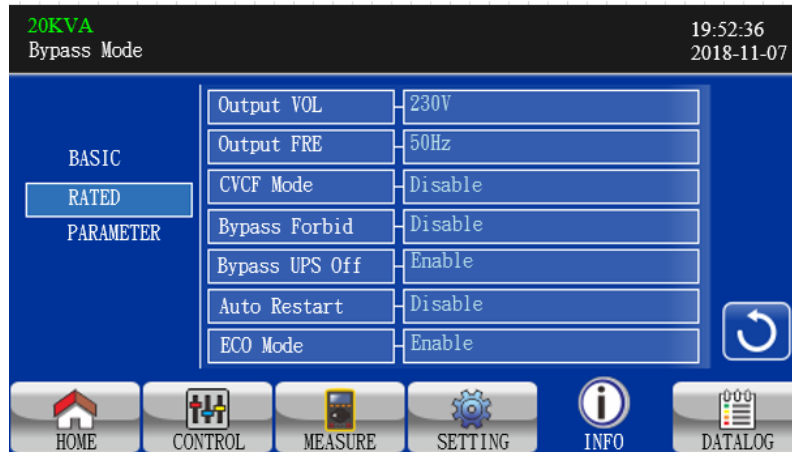 20KVA
Bypass Mode
19:52:36
2018-11-07
BASIC
RATED
PARAMETER
Output VOL 230V
Output FRE 50Hz
CVCF Mode Disable
Bypass Forbid Disable
Bypass UPS Off Enable
Auto Restart Disable
ECO Mode Enable
HOME CONTROL MEASURE SETTING INFO DATALOG